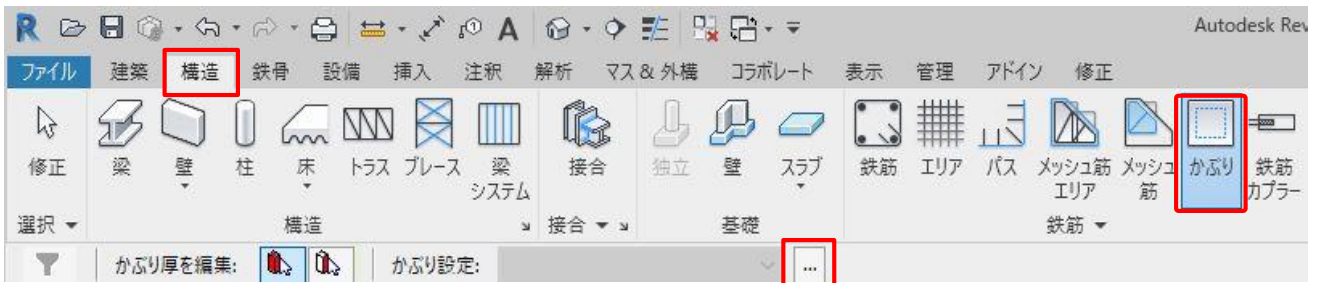 Autodesk Rev
ファイル 建築 構造 鉄骨 設備 挿入 注釈 解析 マス & 外構 コラボレート 表示 管理 アドイン 修正
修正 梁 壁 柱 床 トラス ブレース 梁 システム 接合 独立 壁 スラブ 鉄筋 エリア パス メッシュ筋 エリア メッシュ 筋 かぶり 鉄筋 カプラー
選択 構造 接合 基礎 鉄筋
かぶり厚を編集: かぶり設定: ...